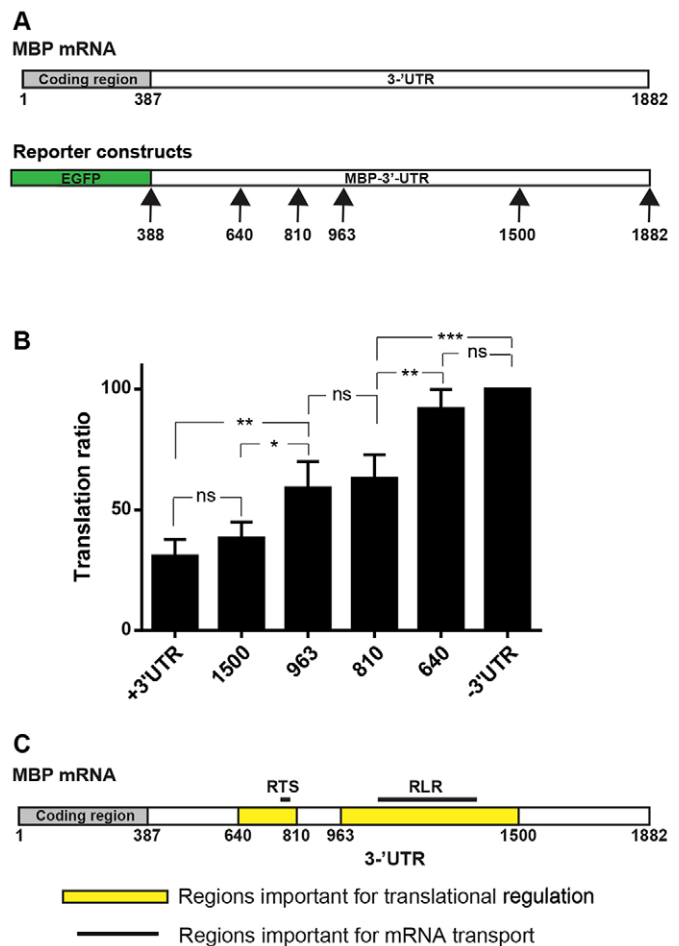 A
MBP mRNA
Coding region 3-'UTR
1 387 1882
Reporter constructs
EGFP MBP-3'-UTR
388 640 810 963 1500 1882
B
Translation ratio
100
50
0
***
ns
**
ns
**
*
ns
+3'UTR 1500 963 810 640 -3'UTR
C
MBP mRNA
RTS RLR
Coding region
1 387 640 810 963 1500 1882
3-'UTR
Regions important for translational regulation
Regions important for mRNA transport